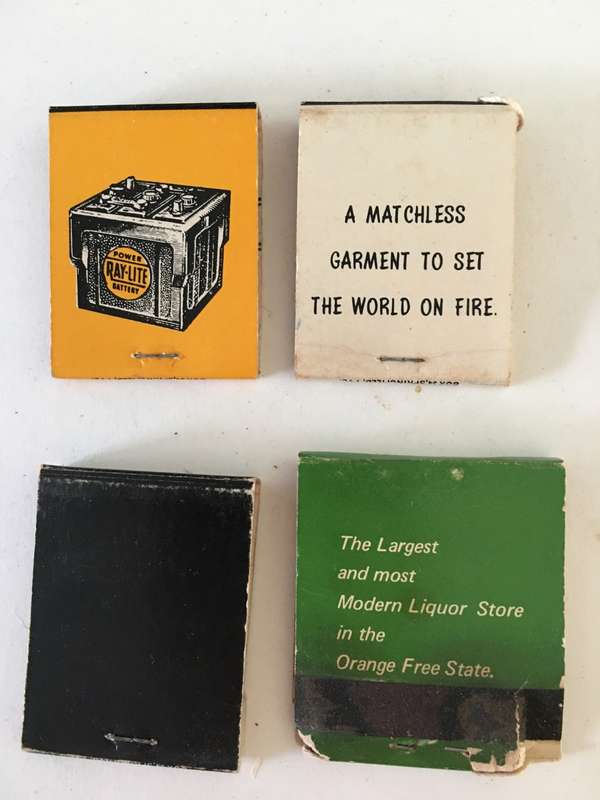 POWER
RAY-LITE
BATTERY
A MATCHLESS
GARMENT TO SET
THE WORLD ON FIRE.
The Largest
and most
Modern Liquor Store
in the
Orange Free State.